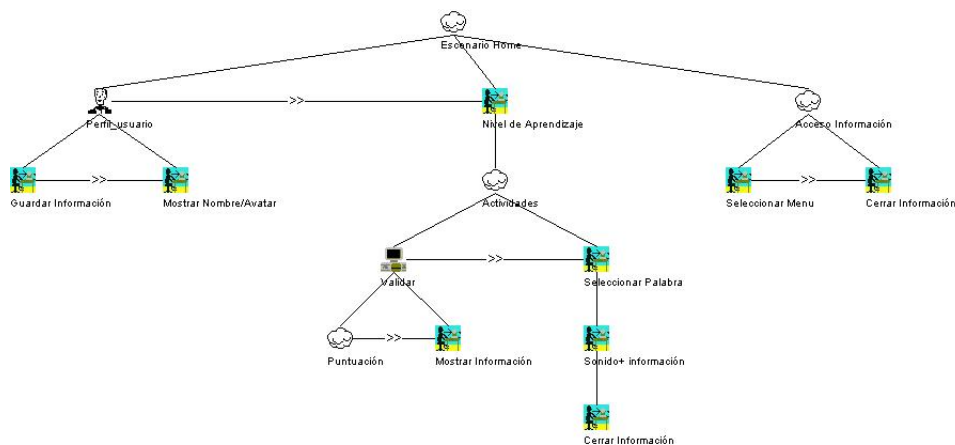 Escenario Home
>>
Perfil_usuario
Nivel de Aprendizaje
Acceso Información
>>
>>
Guardar Información
Mostrar Nombre/Avatar
Actividades
Seleccionar Menu
Cerrar Información
>>
Validar
Seleccionar Palabra
>>
Puntuación
Mostrar Información
Sonido+ información
Cerrar Información